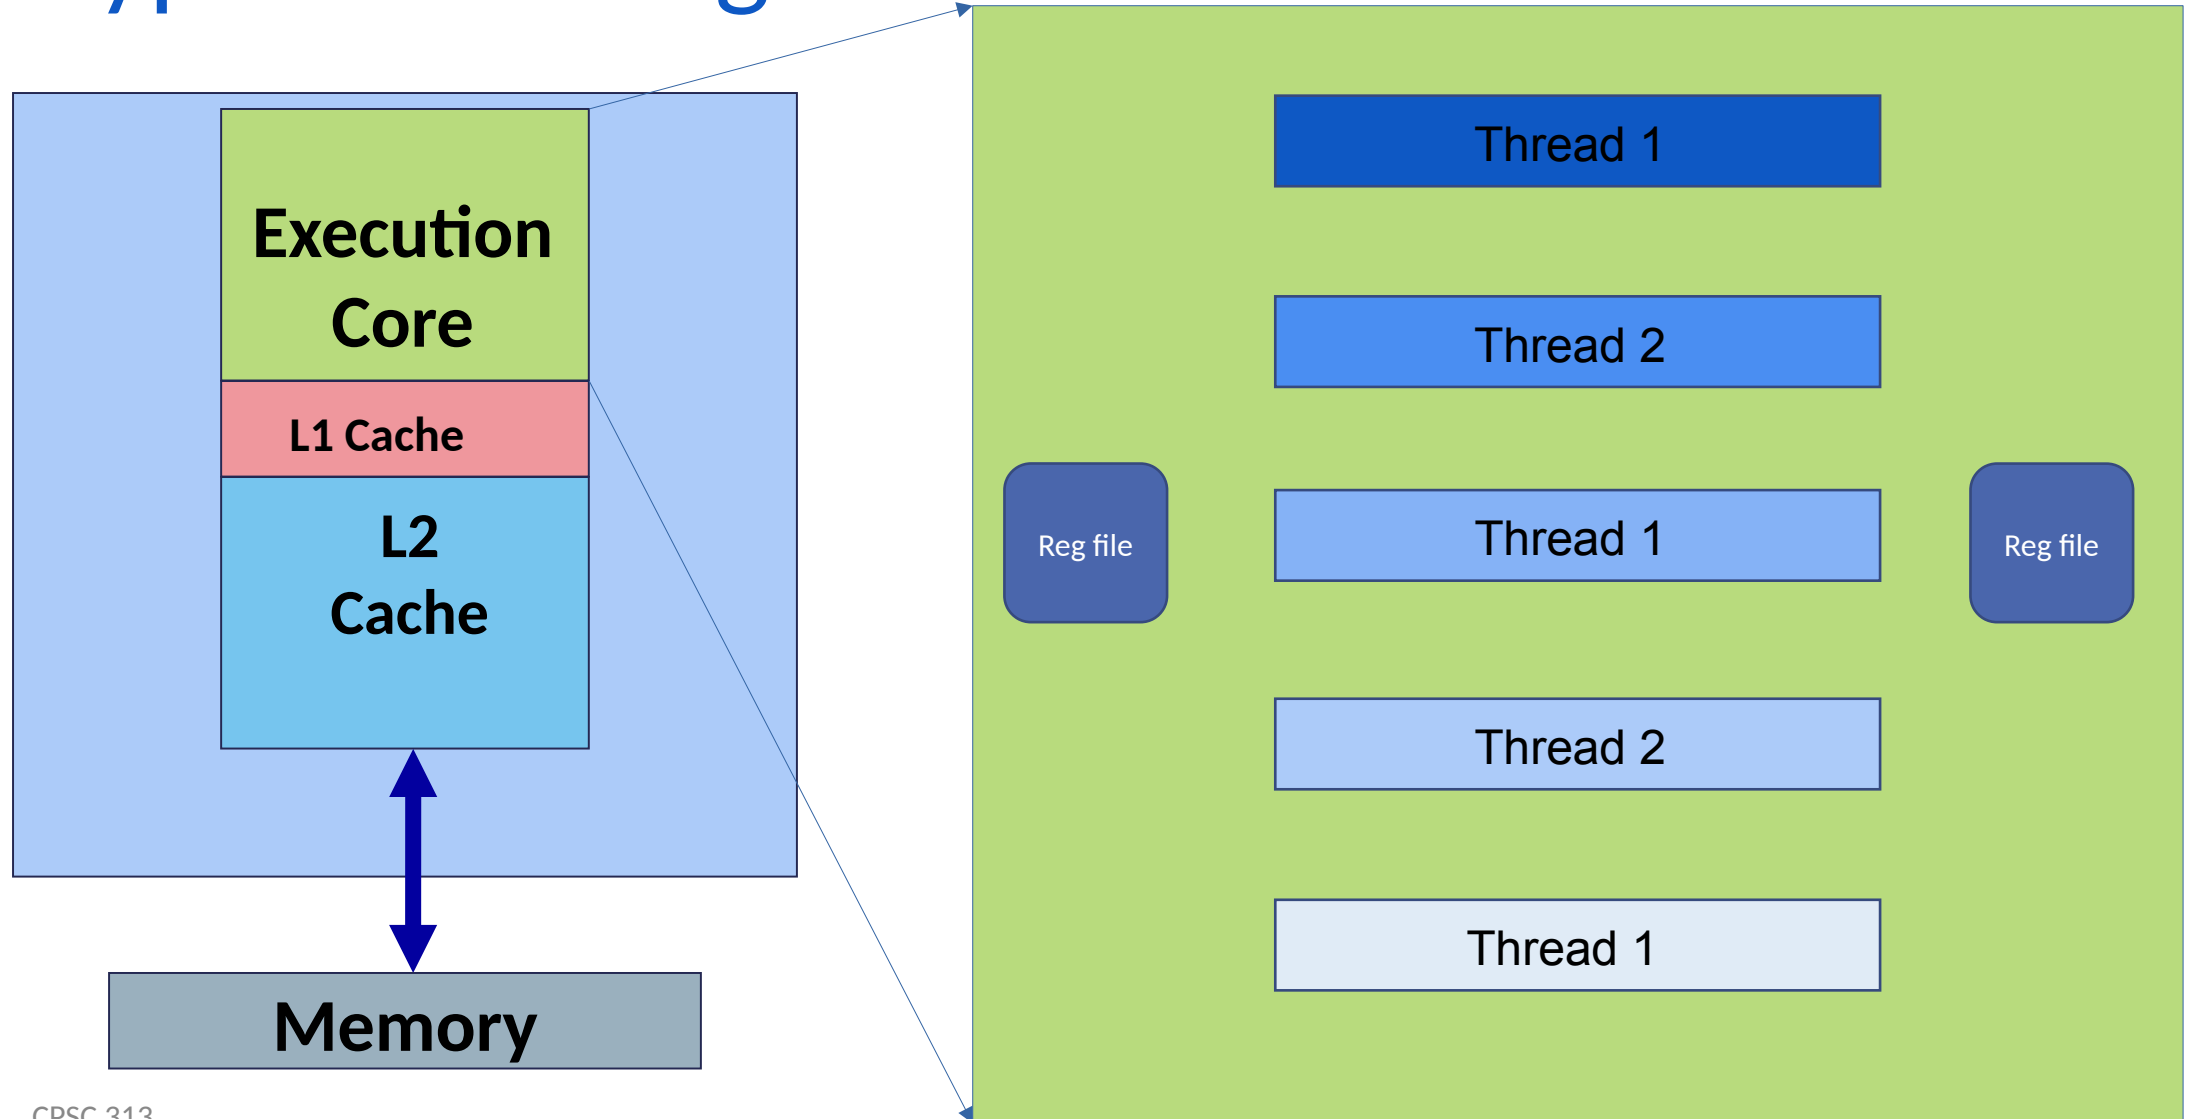 Execution
Core
L1 Cache
L2
Cache
Memory
Thread 1
Thread 2
Thread 1
Thread 2
Thread 1
Reg file
Reg file
CPSC 313